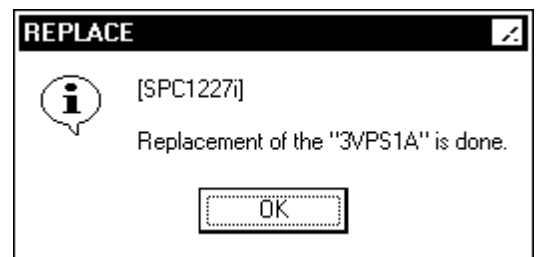 REPLACE
[SPC1227i]
Replacement of the "3VPS1A" is done.
OK